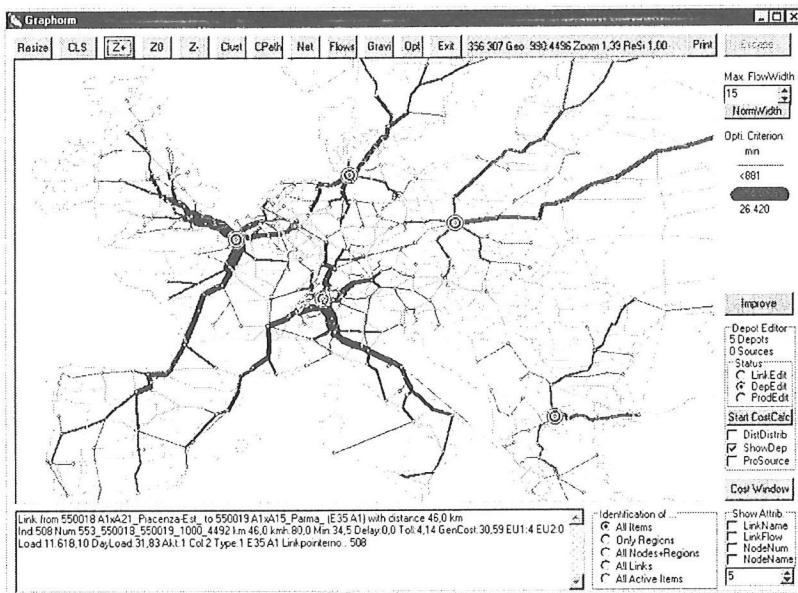 Graphorm
Resize CLS Z+ Z0 Z- Clust CPath Net Flows Gravi Opt Exit 356 307 Geo 990.4496 Zoom 1,39 ReSi 1,00 Print Escape
Max. FlowWidth
15
NormWidth
Opti. Criterion:
min
<881
26.420
Improve
Depot Editor
5 Depots
0 Sources
Status
LinkEdit
DepEdit
ProdEdit
Start CostCalc
DistDistrib
ShowDep
ProSource
Cost Window
Link from 550018 A1xA21_Piacenza-Est_ to 550019 A1xA15_Parma_ (E35 A1) with distance 46,0 km
Ind 508 Num 553_550018_550019_1000_4492 km 46,0 kmh:80,0 Min:34,5 Delay:0,0 Toll:4,14 GenCost:30,59 EU1:4 EU2:0
Load 11.618,10 DayLoad:31,83 Akt:1 Col 2 Type:1 E35 A1 Linkpointerno.: 508
Identification of ...
All Items
Only Regions
All Nodes+Regions
All Links
All Active Items
Show Attrib.
LinkName
LinkFlow
NodeNum
NodeName
5